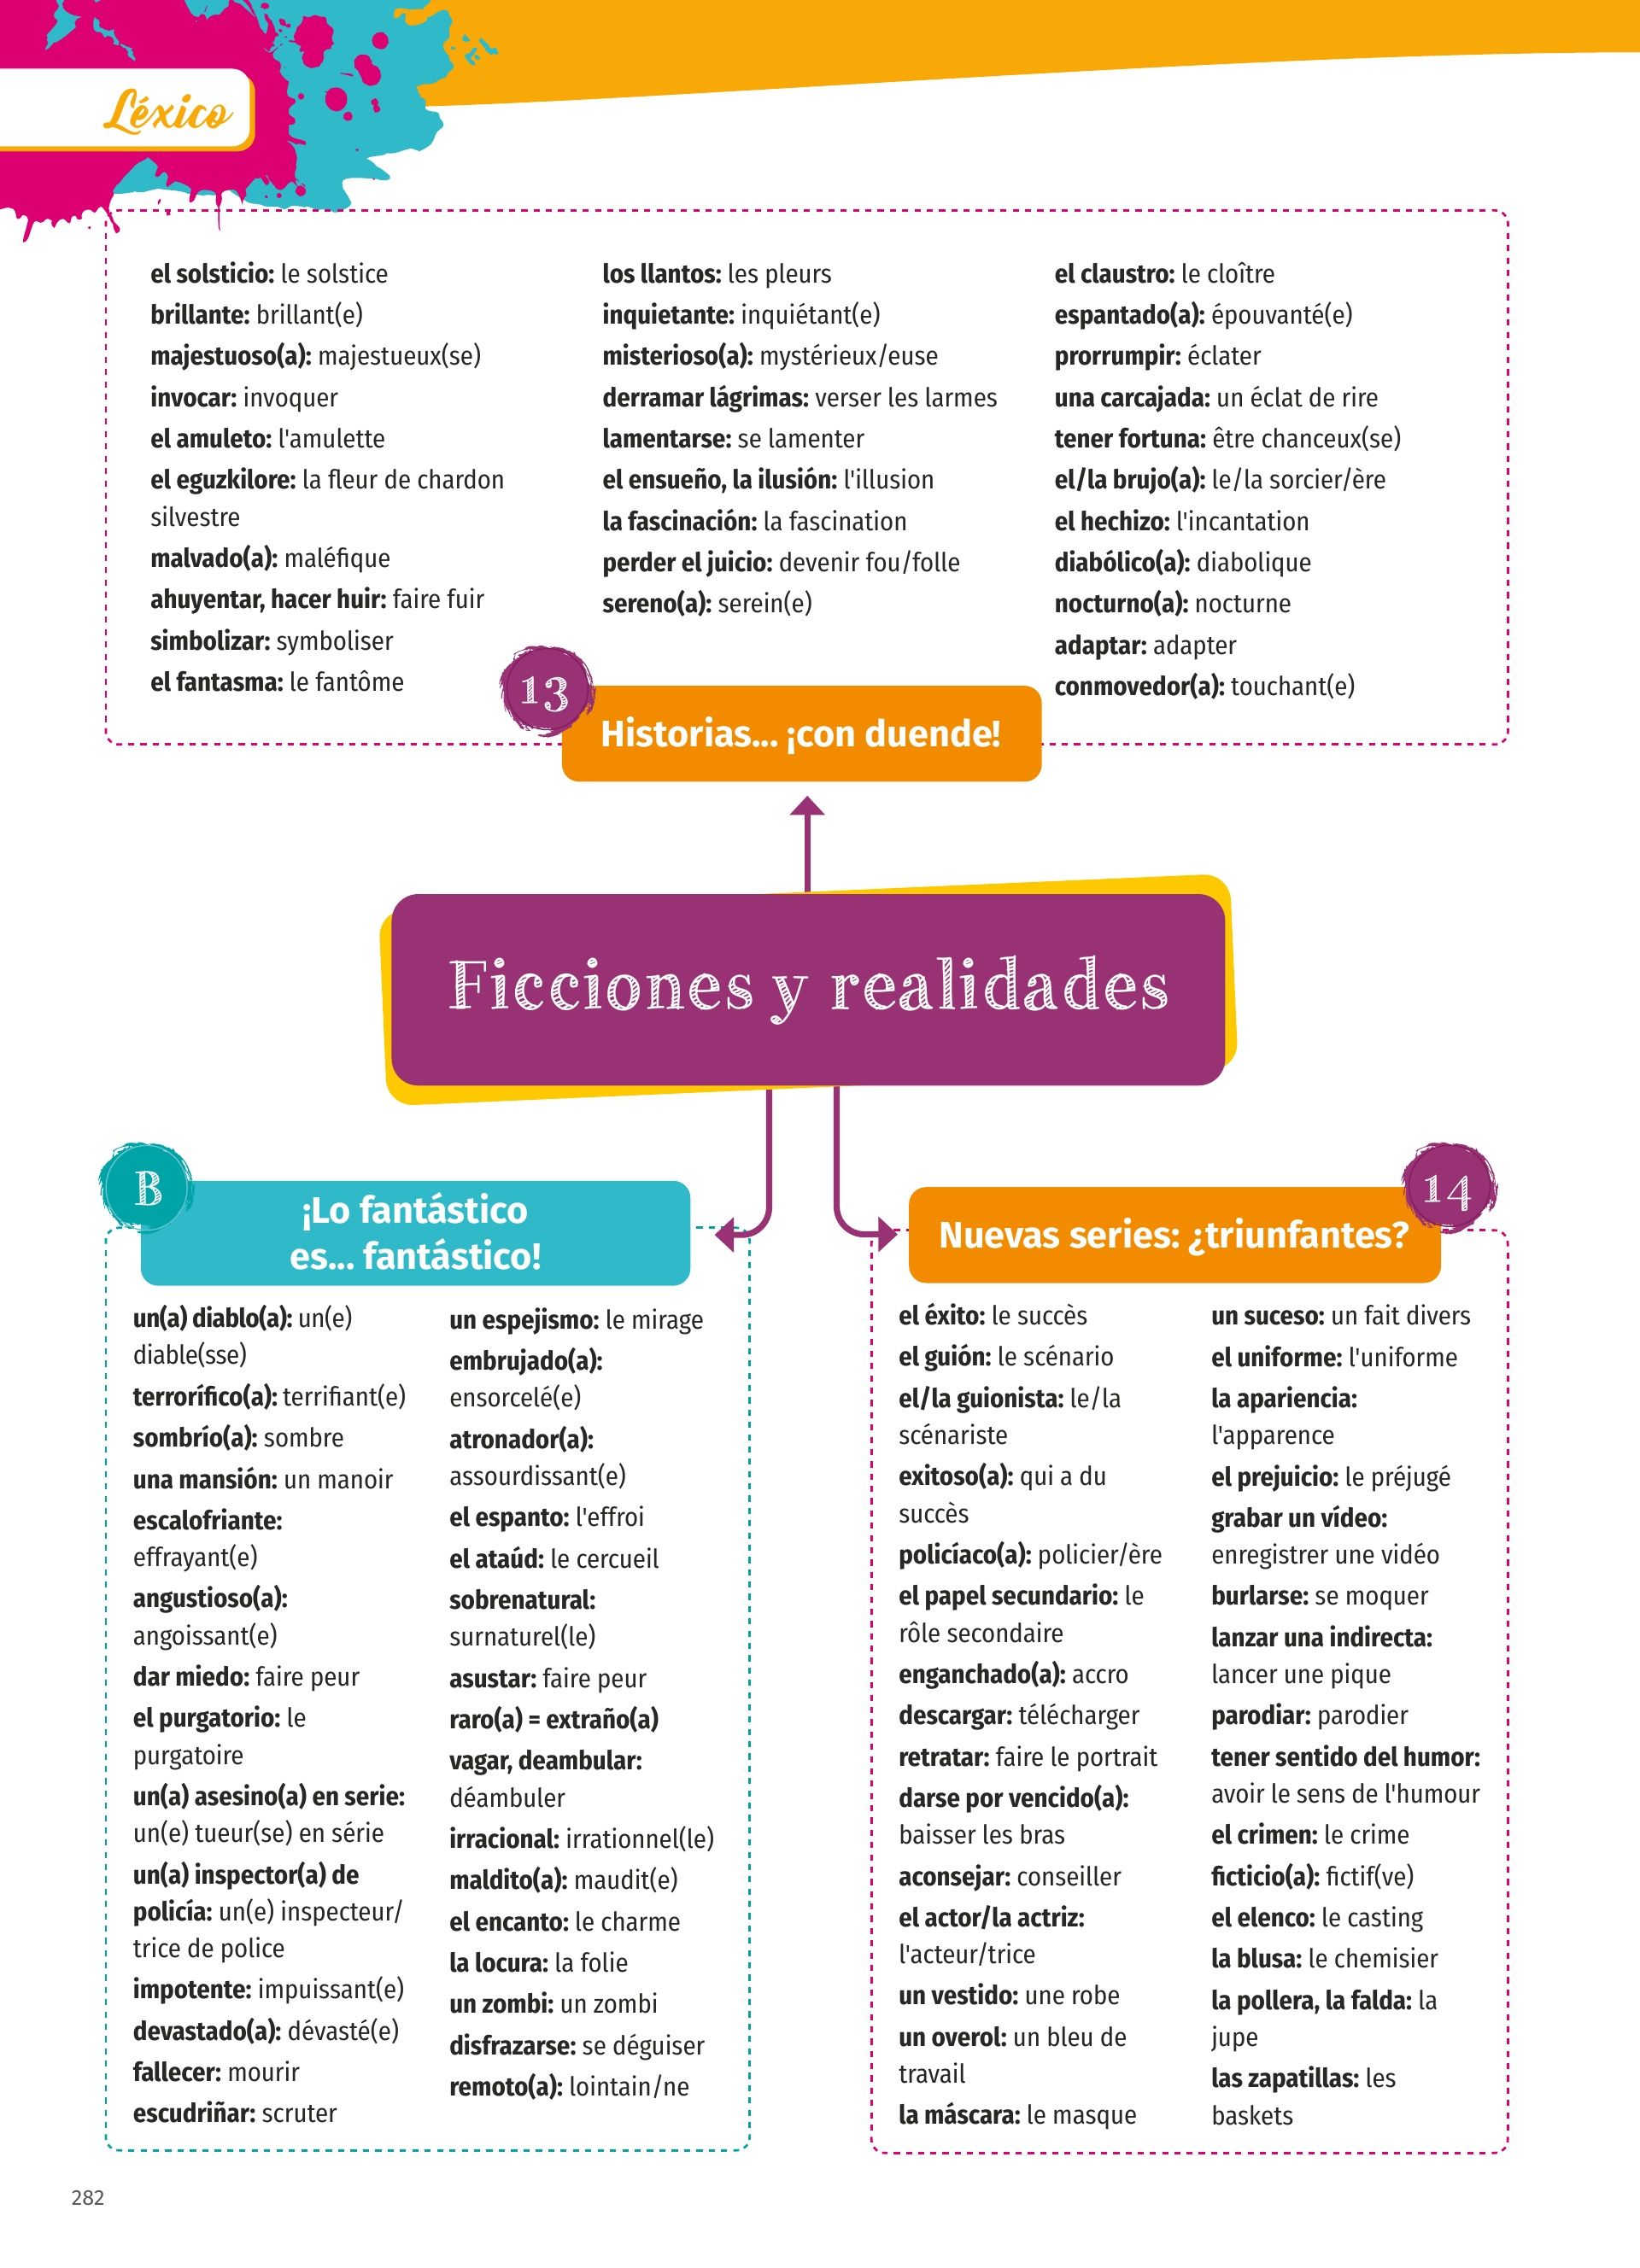 Léxico
el solsticio: le solstice
brillante: brillant(e)
majestuoso(a): majestueux(se)
invocar: invoquer
el amuleto: l'amulette
el eguzkilore: la fleur de chardon
silvestre
malvado(a): maléfique
ahuyentar, hacer huir: faire fuir
simbolizar: symboliser
el fantasma: le fantôme
los llantos: les pleurs
inquietante: inquiétant(e)
misterioso(a): mystérieux/euse
derramar lágrimas: verser les larmes
lamentarse: se lamenter
el ensueño, la ilusión: l'illusion
la fascinación: la fascination
perder el juicio: devenir fou/folle
sereno(a): serein(e)
el claustro: le cloître
espantado(a): épouvanté(e)
prorrumpir: éclater
una carcajada: un éclat de rire
tener fortuna: être chanceux(se)
el/la brujo(a): le/la sorcier/ère
el hechizo: l'incantation
diabólico(a): diabolique
nocturno(a): nocturne
adaptar: adapter
conmovedor(a): touchant(e)
13
Historias... ¡con duende!
Ficciones y realidades
B
¡Lo fantástico
es... fantástico!
un(a) diablo(a): un(e)
diable(sse)
terrorífico(a): terrifiant(e)
sombrío(a): sombre
una mansión: un manoir
escalofriante:
effrayant(e)
angustioso(a):
angoissant(e)
dar miedo: faire peur
el purgatorio: le
purgatoire
un(a) asesino(a) en serie:
un(e) tueur(se) en série
un(a) inspector(a) de
policía: un(e) inspecteur/
trice de police
impotente: impuissant(e)
devastado(a): dévasté(e)
fallecer: mourir
escudriñar: scruter
un espejismo: le mirage
embrujado(a):
ensorcelé(e)
atronador(a):
assourdissant(e)
el espanto: l'effroi
el ataúd: le cercueil
sobrenatural:
surnaturel(le)
asustar: faire peur
raro(a) = extraño(a)
vagar, deambular:
déambuler
irracional: irrationnel(le)
maldito(a): maudit(e)
el encanto: le charme
la locura: la folie
un zombi: un zombi
disfrazarse: se déguiser
remoto(a): lointain/ne
14
Nuevas series: ¿triunfantes?
el éxito: le succès
el guión: le scénario
el/la guionista: le/la
scénariste
exitoso(a): qui a du
succès
policíaco(a): policier/ère
el papel secundario: le
rôle secondaire
enganchado(a): accro
descargar: télécharger
retratar: faire le portrait
darse por vencido(a):
baisser les bras
aconsejar: conseiller
el actor/la actriz:
l'acteur/trice
un vestido: une robe
un overol: un bleu de
travail
la máscara: le masque
un suceso: un fait divers
el uniforme: l'uniforme
la apariencia:
l'apparence
el prejuicio: le préjugé
grabar un vídeo:
enregistrer une vidéo
burlarse: se moquer
lanzar una indirecta:
lancer une pique
parodiar: parodier
tener sentido del humor:
avoir le sens de l'humour
el crimen: le crime
ficticio(a): fictif(ve)
el elenco: le casting
la blusa: le chemisier
la pollera, la falda: la
jupe
las zapatillas: les
baskets
282